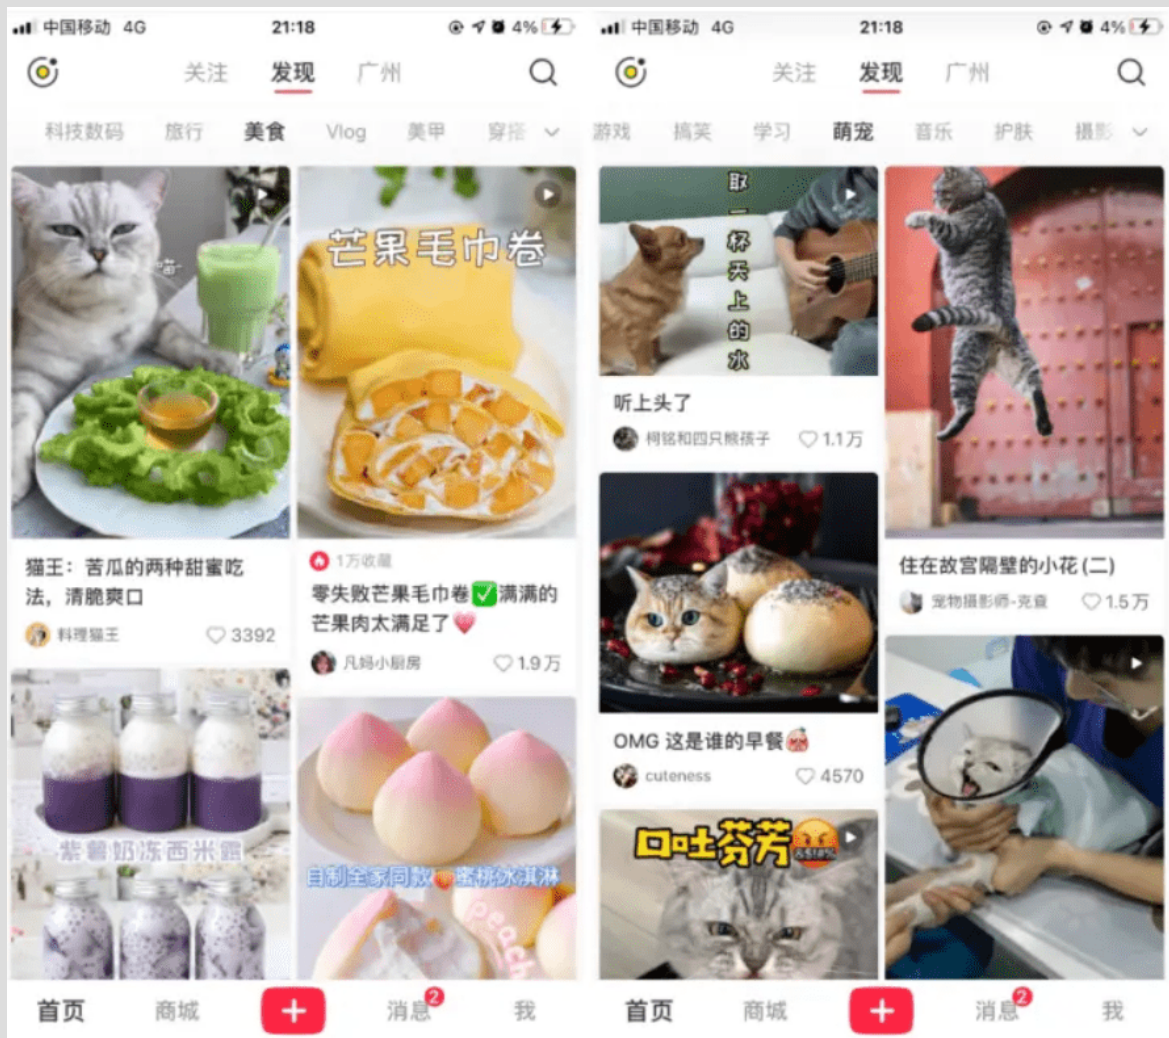 中国移动 4G 21:18 4%
关注 发现 广州
科技数码 旅行 美食 Vlog 美甲 穿搭
喵~
芒果毛巾卷
猫王：苦瓜的两种甜蜜吃
法，清脆爽口
料理猫王 3392
1万收藏
零失败芒果毛巾卷✅满满的
芒果肉太满足了💗
凡妈小厨房 1.9万
紫薯奶冻西米露
自制全家同款🍑蜜桃冰淇淋
peach
首页 商城 + 消息 2 我
中国移动 4G 21:18 4%
关注 发现 广州
游戏 搞笑 学习 萌宠 音乐 护肤 摄影
取一杯天上的水
听上头了
柯铭和四只熊孩子 1.1万
住在故宫隔壁的小花(二)
宠物摄影师-克查 1.5万
OMG 这是谁的早餐
cuteness 4570
口吐芬芳🤬
首页 商城 + 消息 2 我